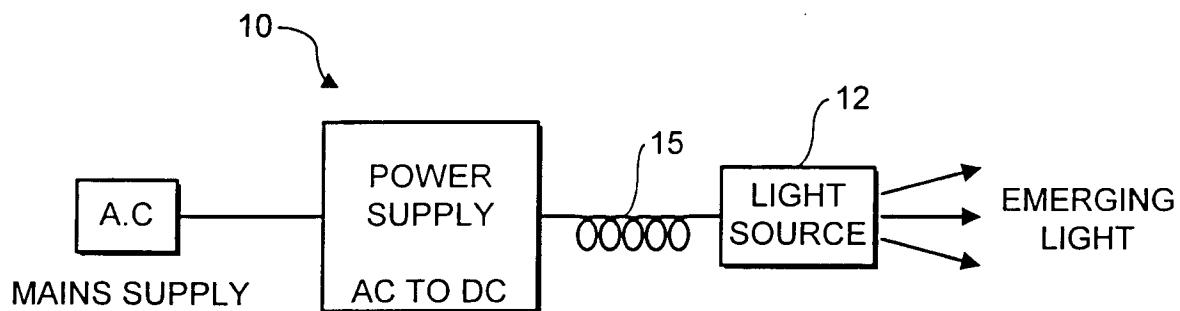 10
12
15
A.C
MAINS SUPPLY
POWER
SUPPLY
AC TO DC
LIGHT
SOURCE
EMERGING
LIGHT